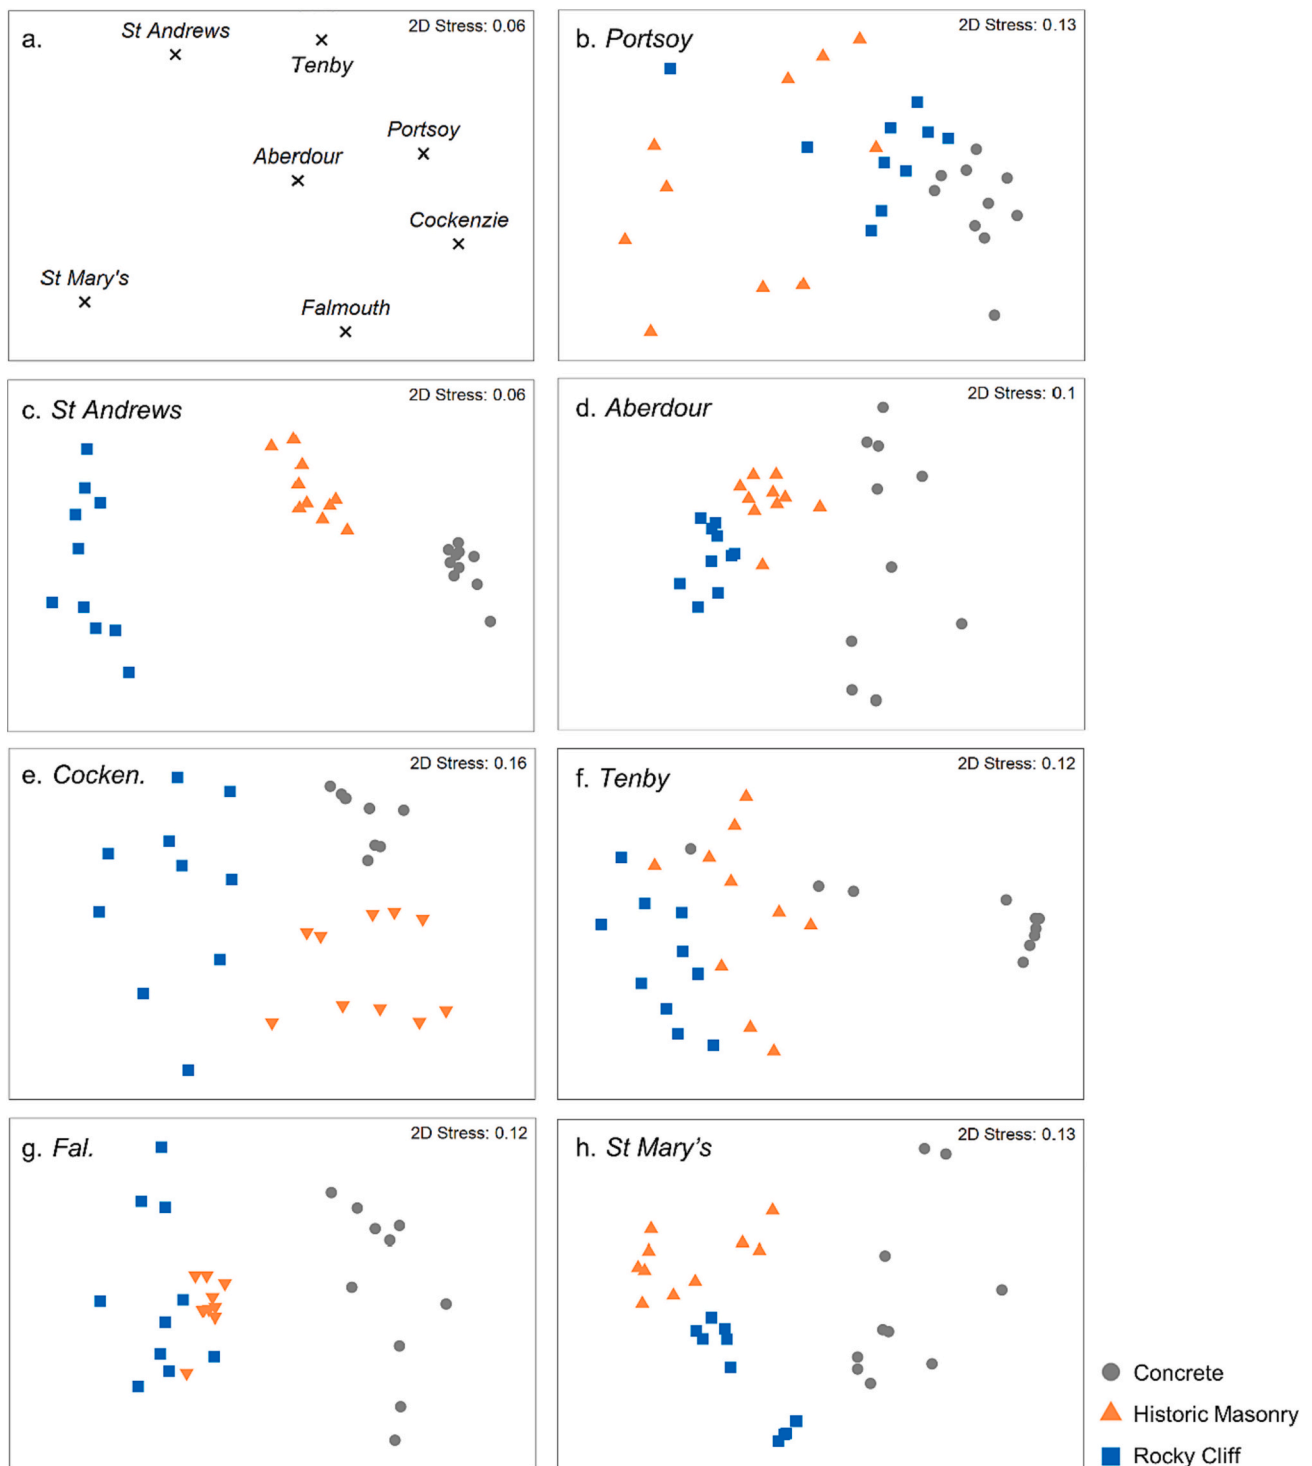 a.
2D Stress: 0.06
St Andrews
Tenby
Portsoy
Aberdour
Cockenzie
St Mary's
Falmouth
b. Portsoy
2D Stress: 0.13
c. St Andrews
2D Stress: 0.06
d. Aberdour
2D Stress: 0.1
e. Cocken.
2D Stress: 0.16
f. Tenby
2D Stress: 0.12
g. Fal.
2D Stress: 0.12
h. St Mary’s
2D Stress: 0.13
Concrete
Historic Masonry
Rocky Cliff